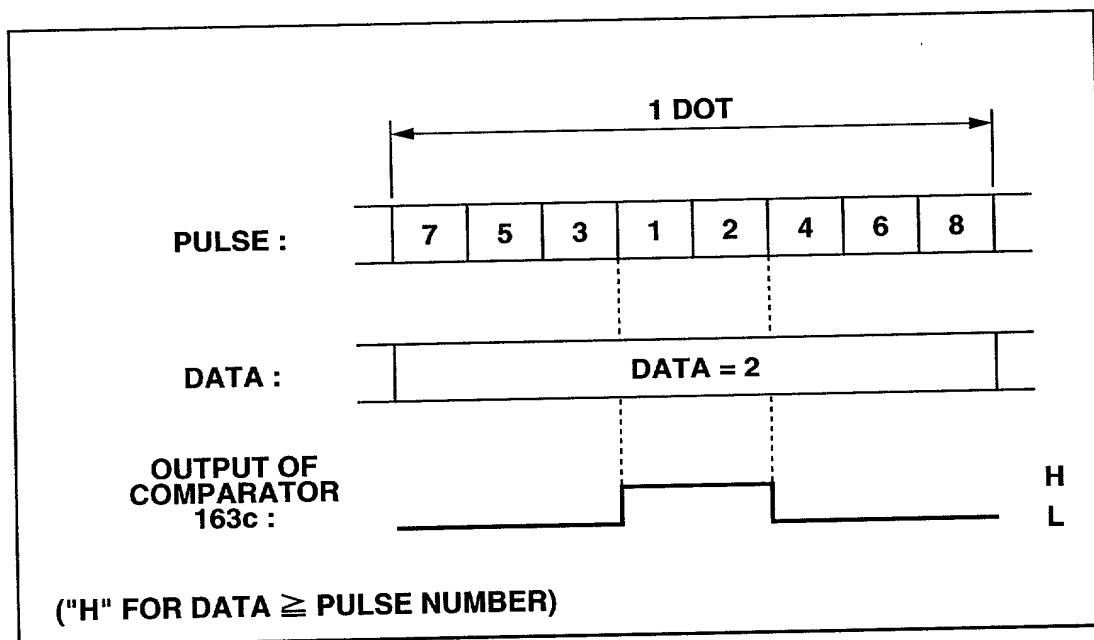 1 DOT
PULSE : 7 5 3 1 2 4 6 8
DATA : DATA = 2
OUTPUT OF
COMPARATOR
163c :
H
L
("H" FOR DATA ≧ PULSE NUMBER)